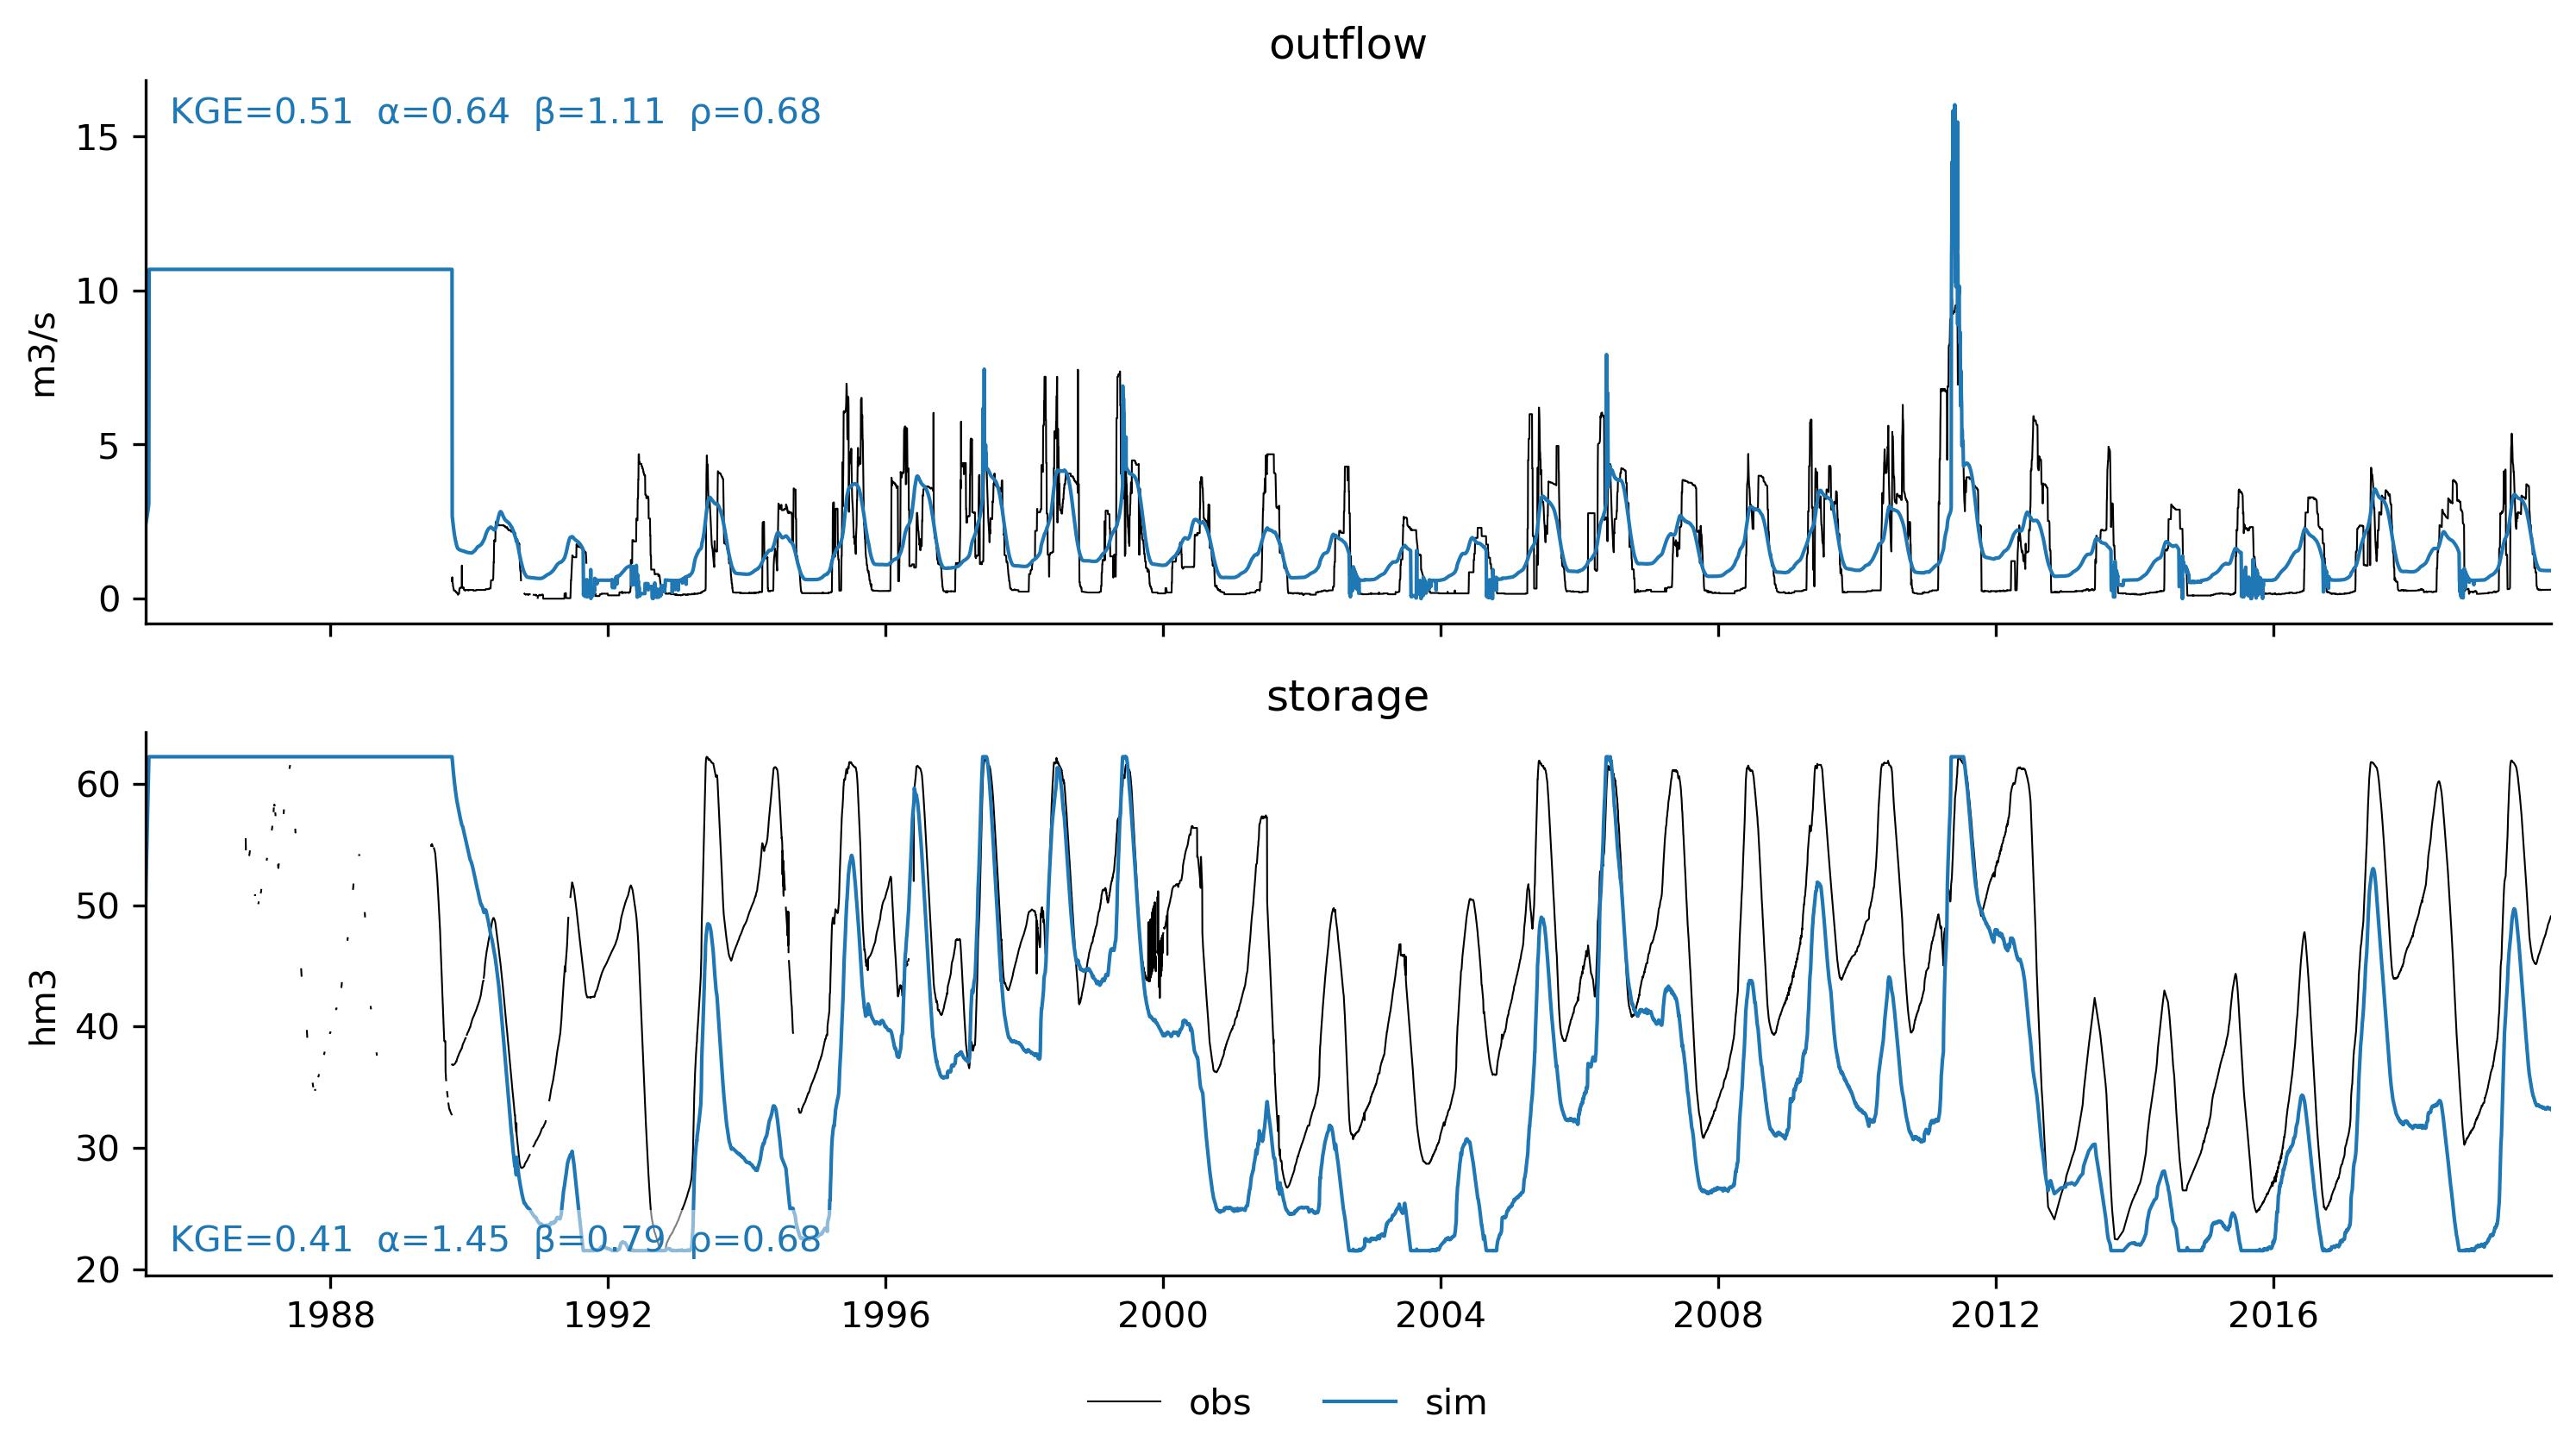 outflow
KGE=0.51 α=0.64 β=1.11 ρ=0.68
15
10
5
0
m3/s
storage
60
50
40
30
20
hm3
KGE=0.41 α=1.45 β=0.79 ρ=0.68
1988 1992 1996 2000 2004 2008 2012 2016
obs sim